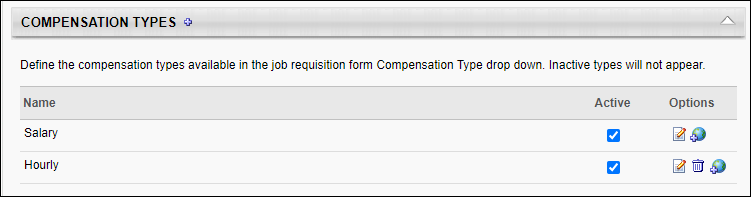 COMPENSATION TYPES
Define the compensation types available in the job requisition form Compensation Type drop down. Inactive types will not appear.
Name Active Options
Salary
Hourly